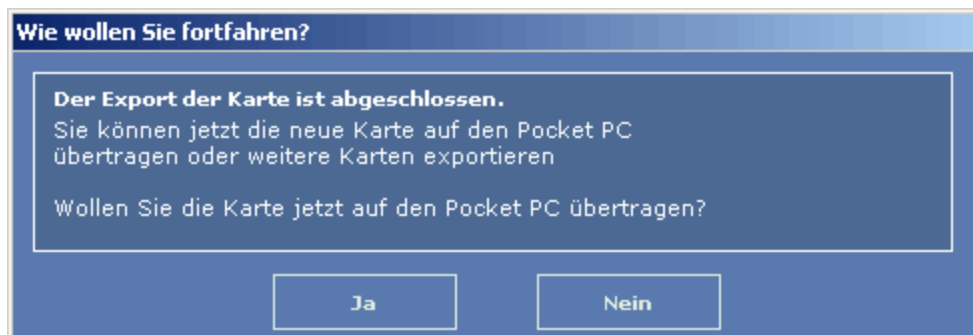 Wie wollen Sie fortfahren?
Der Export der Karte ist abgeschlossen.
Sie können jetzt die neue Karte auf den Pocket PC
übertragen oder weitere Karten exportieren
Wollen Sie die Karte jetzt auf den Pocket PC übertragen?
Ja
Nein